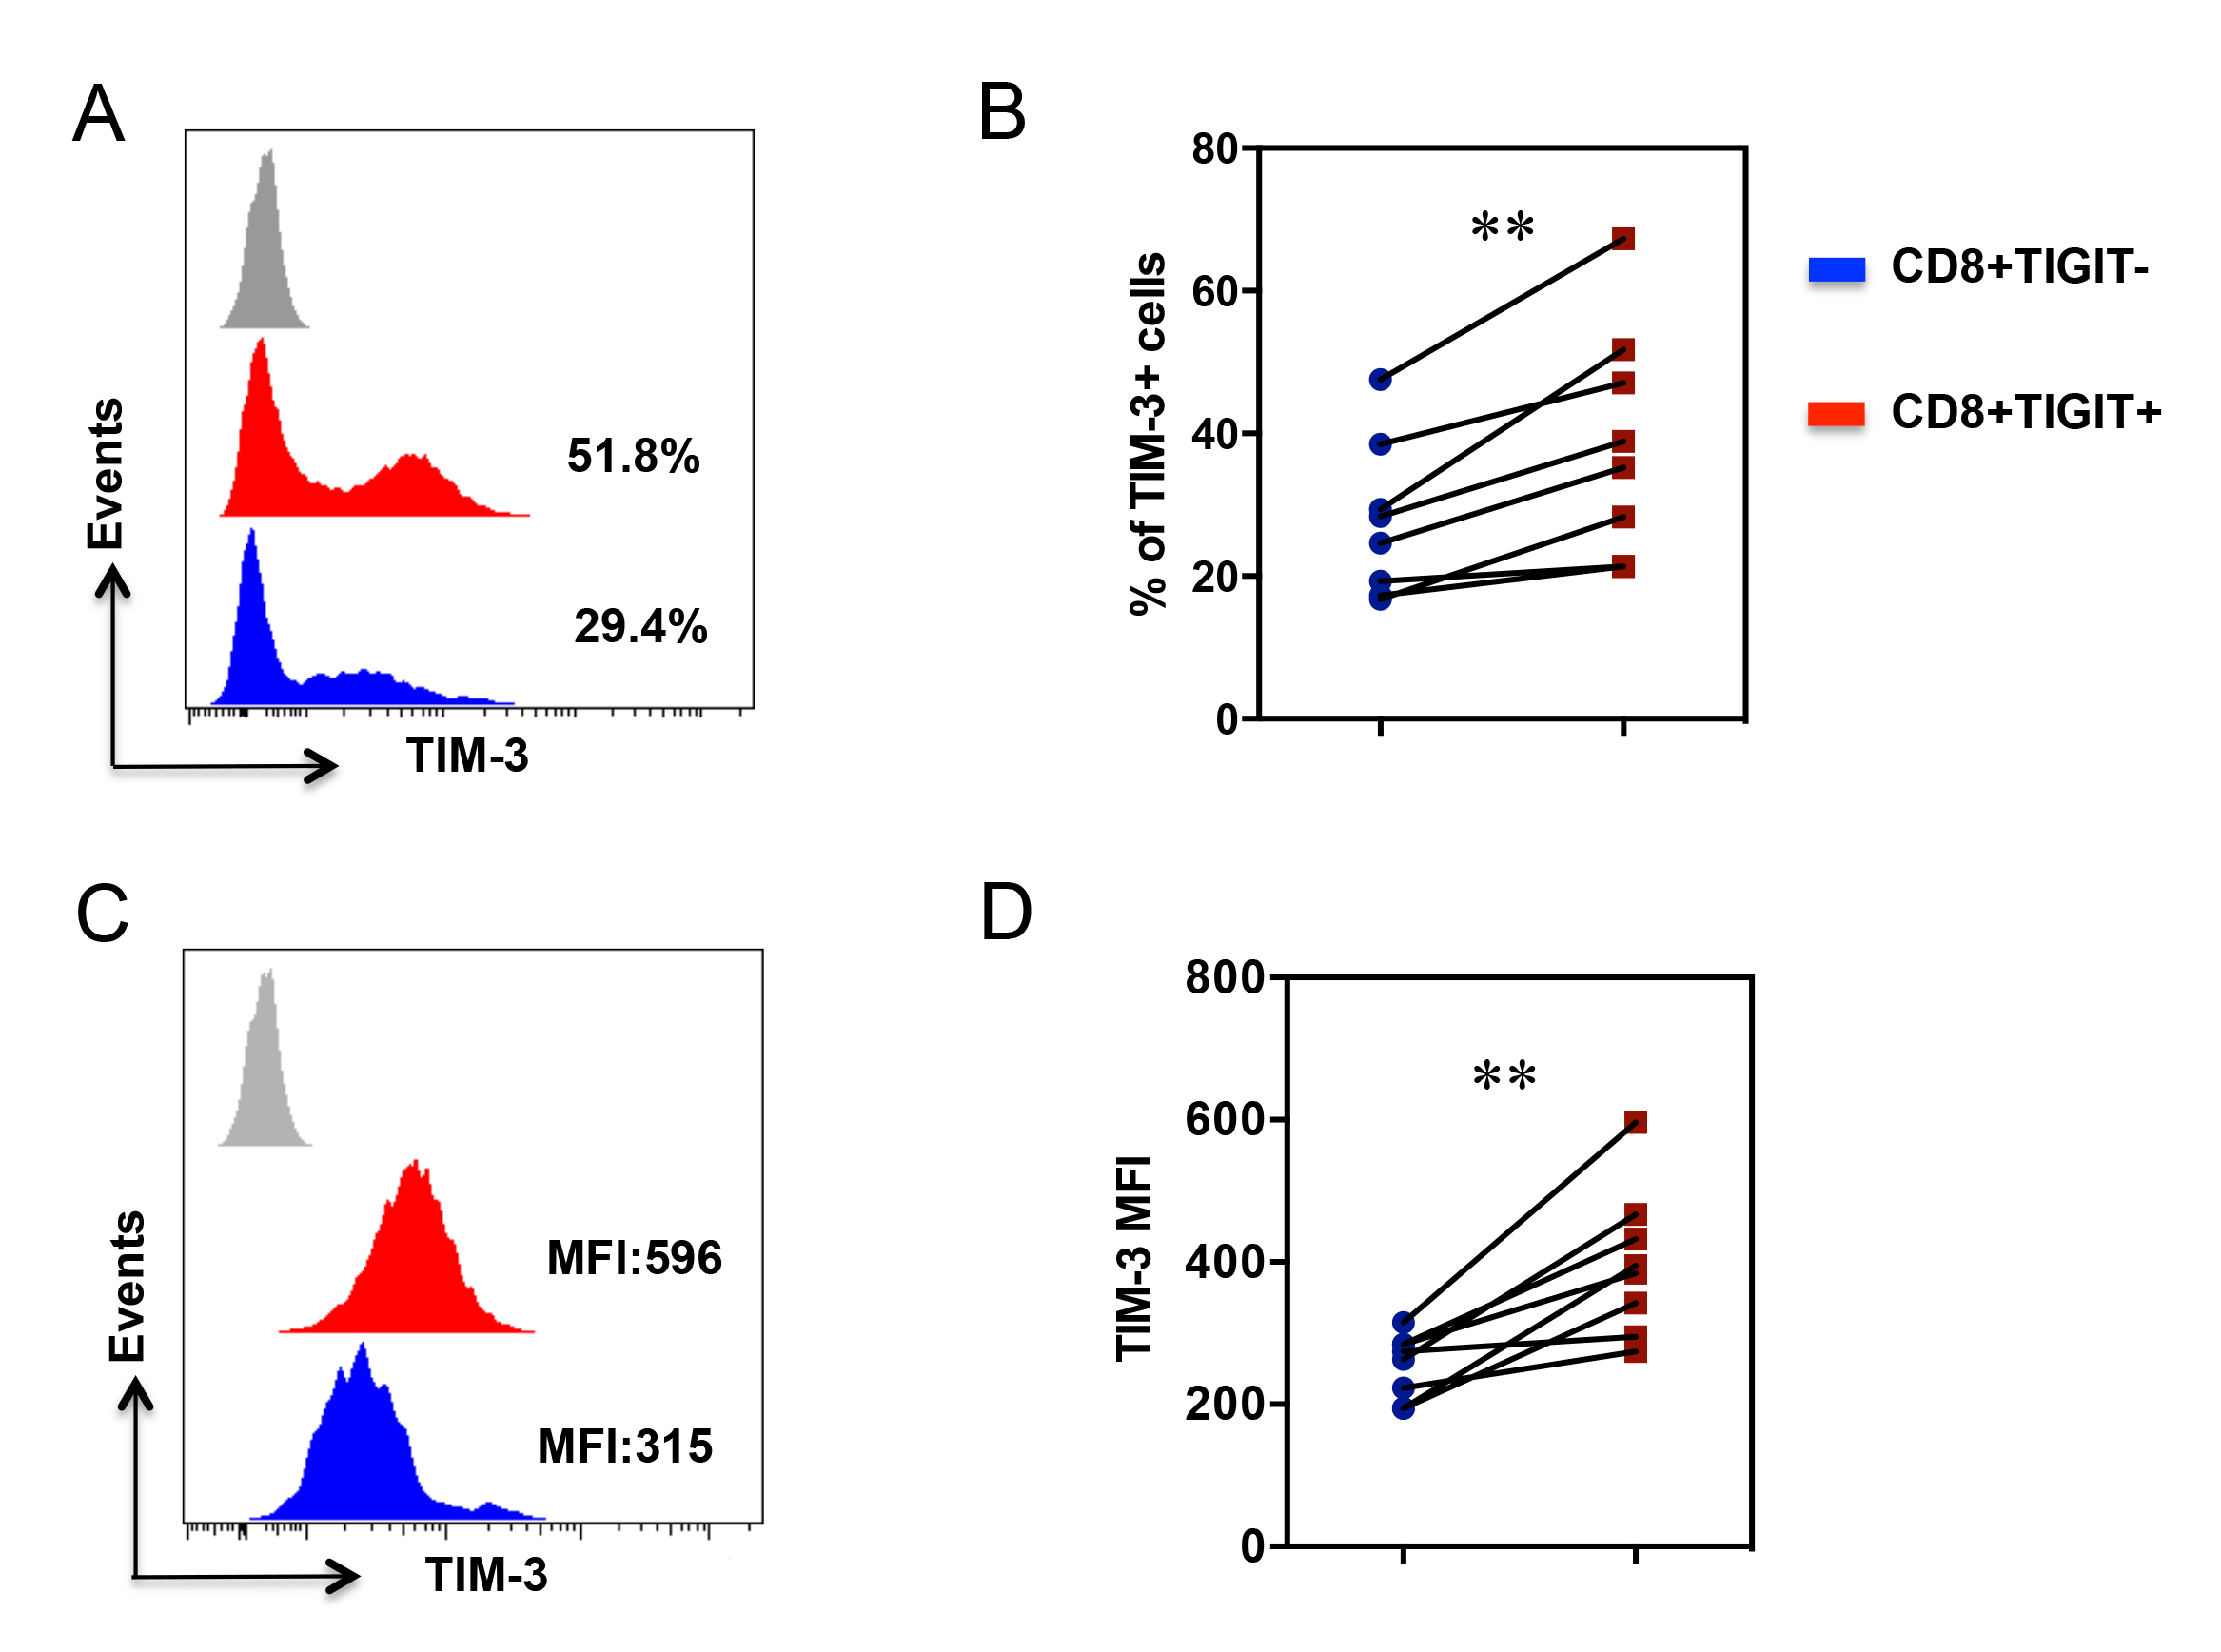 A
Events
51.8%
29.4%
TIM-3
B
% of TIM-3+ cells
80
60
40
20
0
**
CD8+TIGIT-
CD8+TIGIT+
C
Events
MFI:596
MFI:315
TIM-3
D
TIM-3 MFI
800
600
400
200
0
**